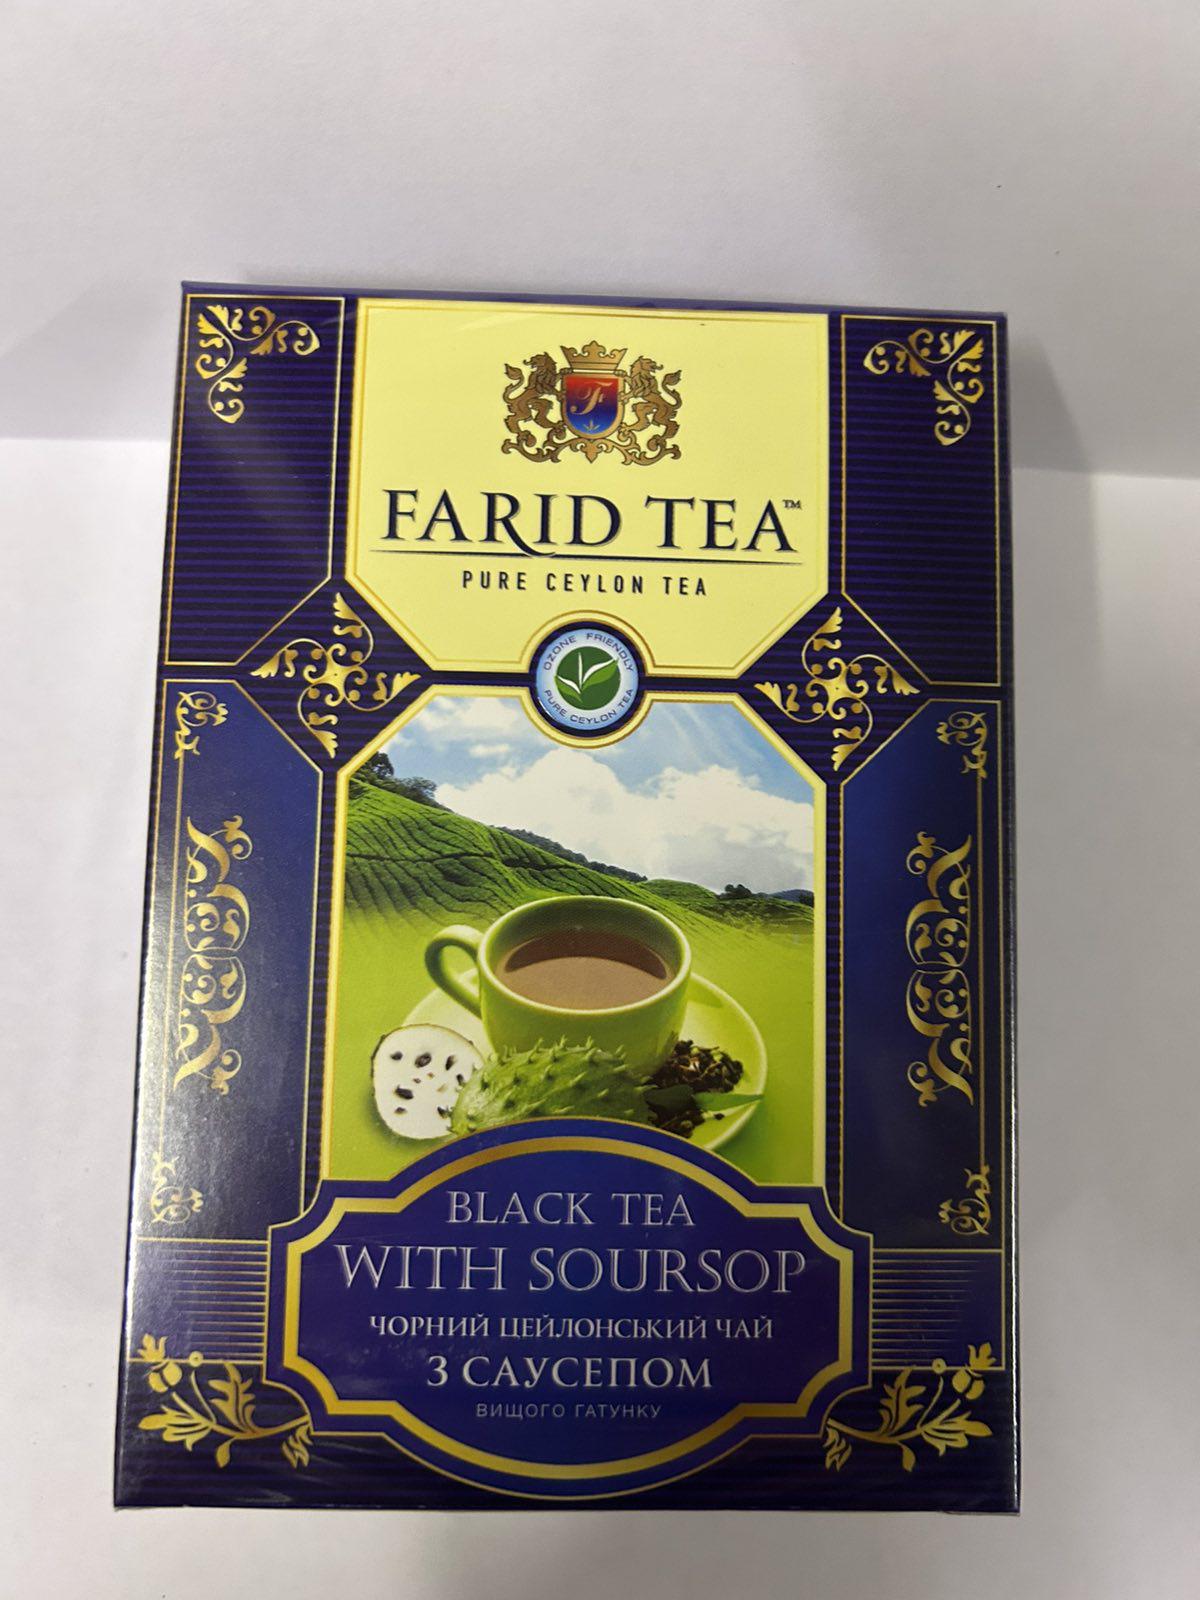 F
FARID TEA™
PURE CEYLON TEA
OZONE FRIENDLY
PURE CEYLON TEA
BLACK TEA
WITH SOURSOP
ЧОРНИЙ ЦЕЙЛОНСЬКИЙ ЧАЙ
З САУСЕПОМ
ВИЩОГО ГАТУНКУ